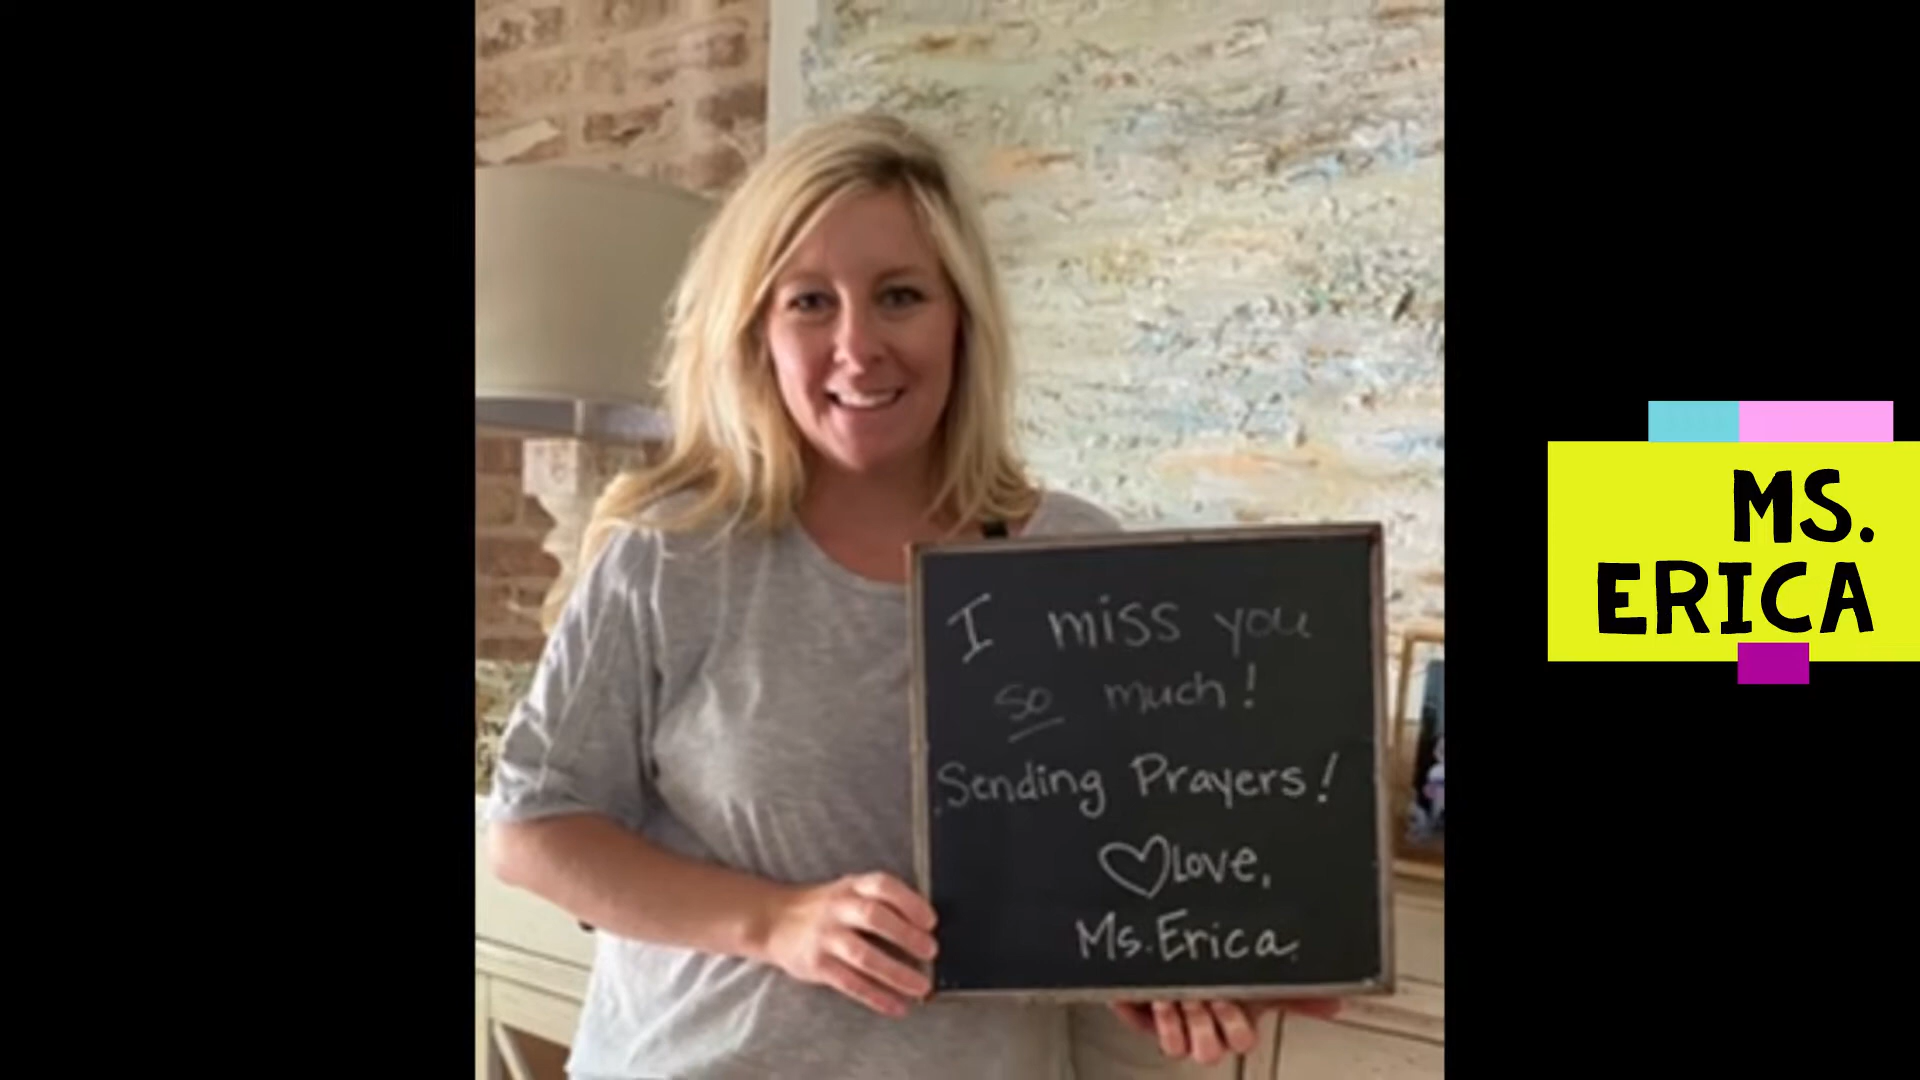 I miss you
so much!
Sending Prayers!
Love,
Ms. Erica
MS.
ERICA